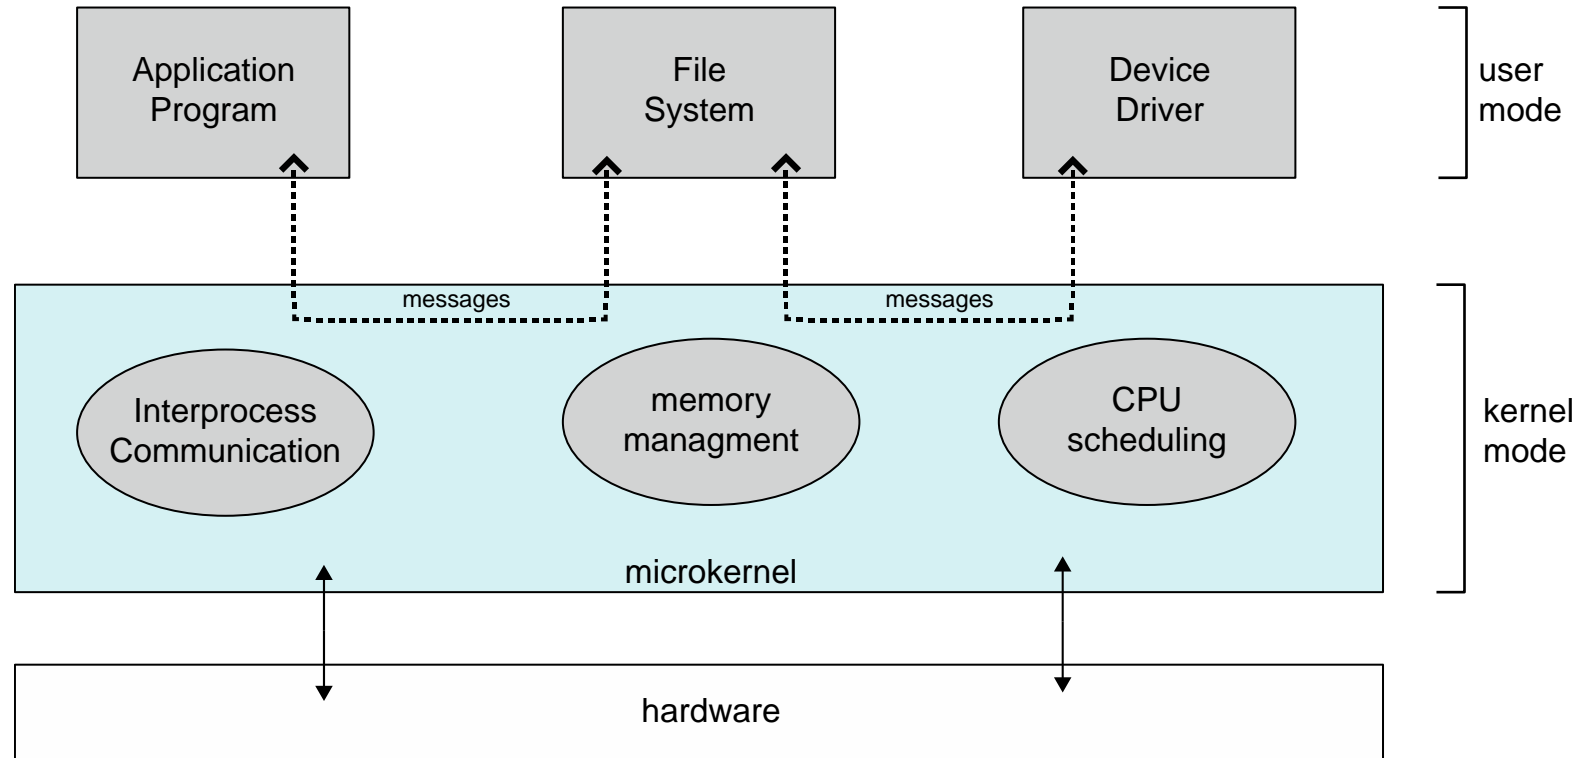 Application
Program
File
System
Device
Driver
user
mode
messages
messages
Interprocess
Communication
memory
managment
CPU
scheduling
kernel
mode
microkernel
hardware